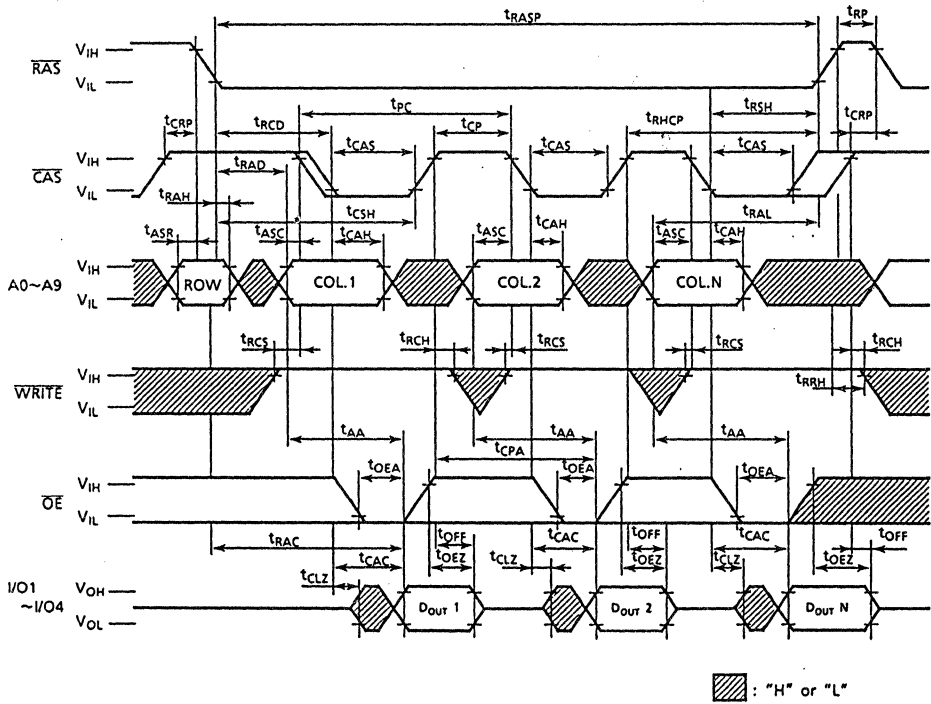 tRASP tRP
RAS VIH
VIL
tPC tRSH
tCRP tRCD tCP tRHCP tCRP
CAS VIH tRAD tCAS tCAS tCAS
VIL
tRAH tCSH tRAL
tASR tASC tCAH tASC tCAH tASC tCAH
A0~A9 VIH ROW COL.1 COL.2 COL.N
VIL
tRCS tRCH tRCS tRCS tRCH
WRITE VIH tRRH
VIL
tAA tAA tAA
tCPA
OE VIH tOEA tOEA tOEA
VIL
tRAC tOFF tCAC tOFF tCAC tOFF
tCAC tOEZ tOEZ tOEZ
tCLZ tCLZ tCLZ
I/O1 ~I/O4 VOH DOUT 1 DOUT 2 DOUT N
VOL
: "H" or "L"